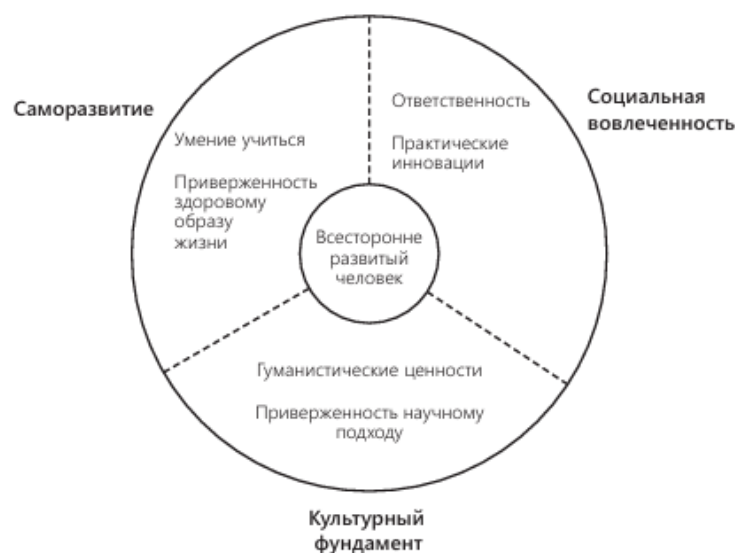 Саморазвитие
Умение учиться
Приверженность
здоровому
образу
жизни
Ответственность
Практические
инновации
Социальная
вовлеченность
Всесторонне
развитый
человек
Гуманистические ценности
Приверженность научному
подходу
Культурный
фундамент